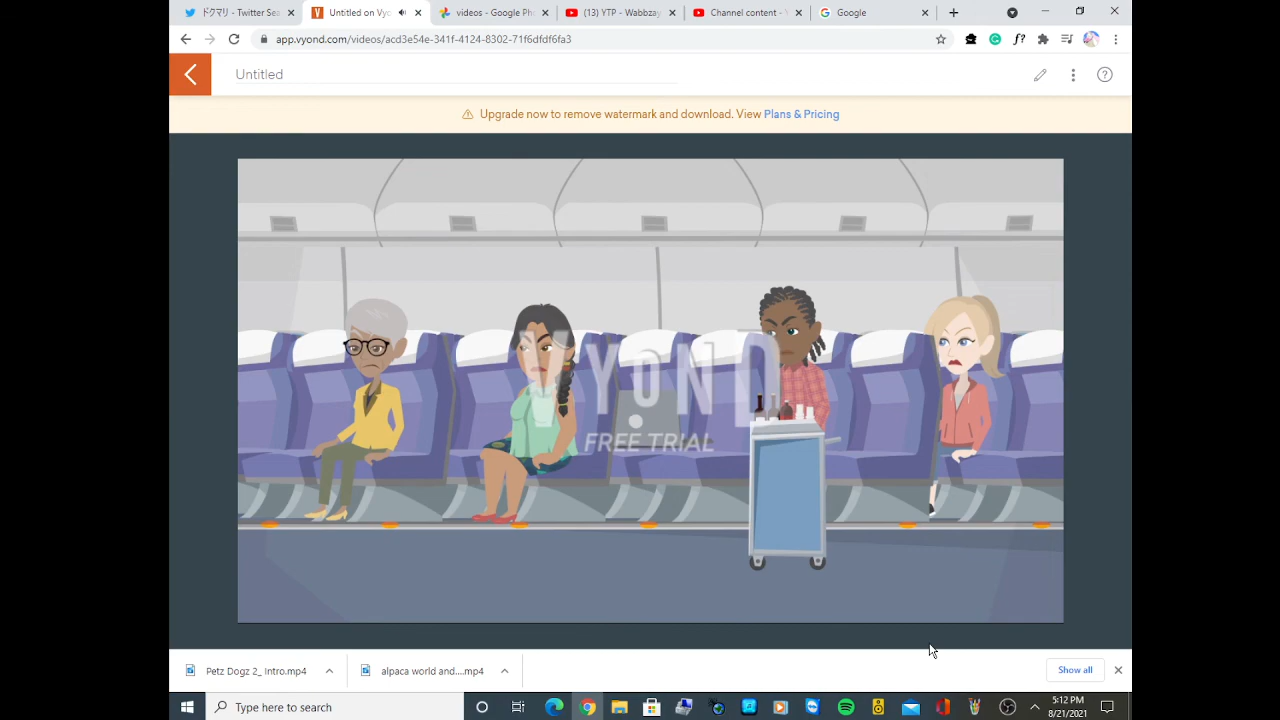 ドクマリ - Twitter Sea
Untitled on Vyo
videos - Google Ph
(13) YTP - Wabbzay
Channel content - Y
Google
app.vyond.com/videos/acd3e54e-341f-4124-8302-71f6dfdf6fa3
Untitled
Upgrade now to remove watermark and download. View Plans & Pricing
VYOND
FREE TRIAL
Petz Dogz 2_ Intro.mp4
alpaca world and....mp4
Show all
Type here to search
5:12 PM
8/21/2021